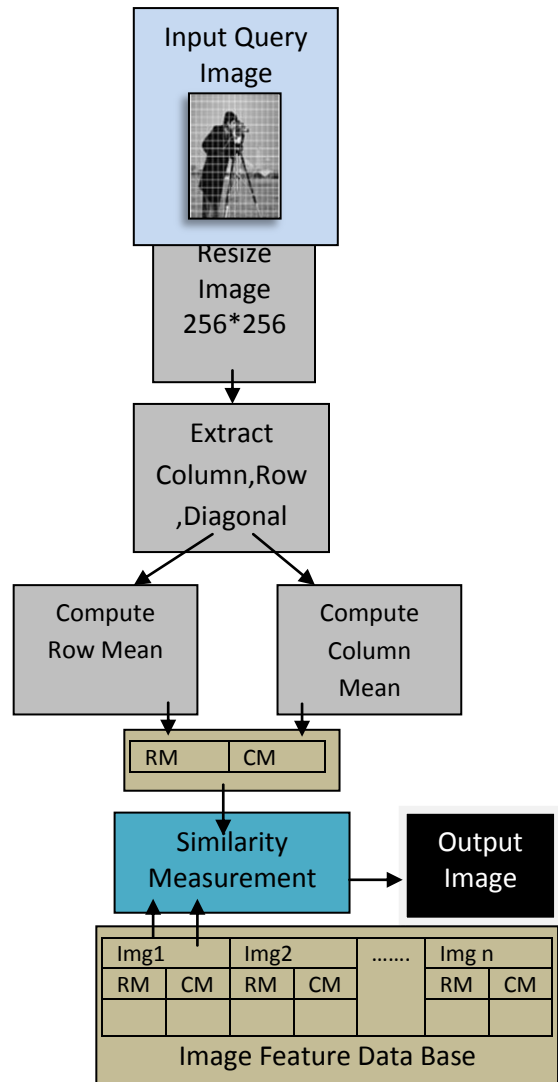 Input Query
Image
Resize
Image
256*256
Extract
Column,Row
,Diagonal
Compute
Row Mean
Compute
Column
Mean
RM CM
Similarity
Measurement
Output
Image
Img1 Img2 ....... Img n
RM CM RM CM RM CM
Image Feature Data Base